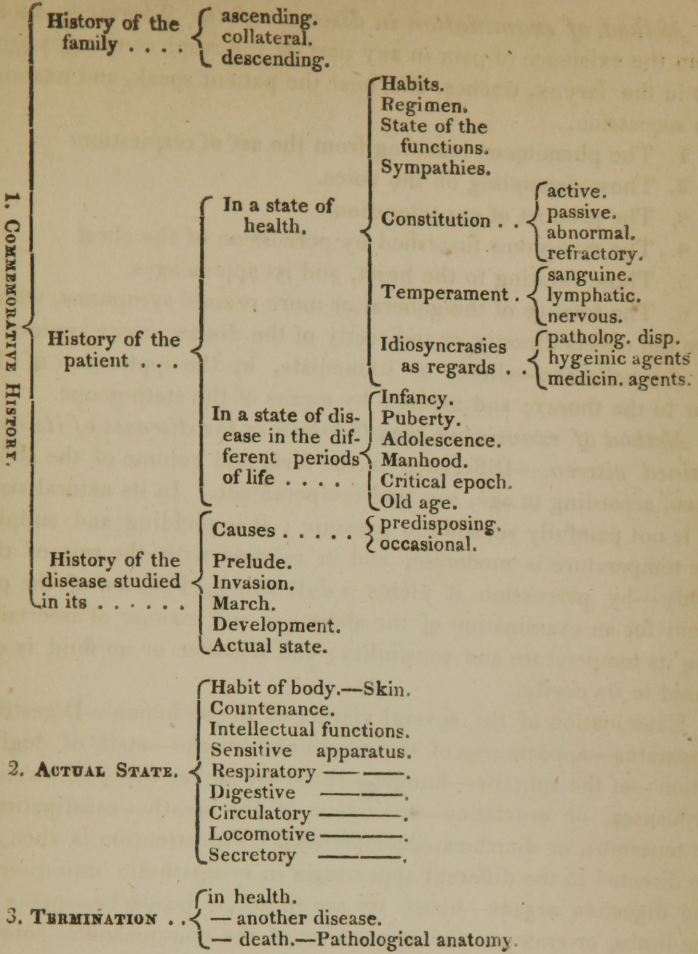 1. COMMEMORATIVE HISTORY.
History of the
family . . . .
ascending.
collateral.
descending.
History of the
patient . . .
In a state of
health.
Habits.
Regimen.
State of the
functions.
Sympathies.
Constitution . .
active.
passive.
abnormal.
refractory.
Temperament .
sanguine.
lymphatic.
nervous.
Idiosyncrasies
as regards . .
patholog. disp.
hygeinic agents
medicin. agents.
In a state of dis-
ease in the dif-
ferent periods
of life . . . .
Infancy.
Puberty.
Adolescence.
Manhood.
Critical epoch.
Old age.
History of the
disease studied
in its . . . . . .
Causes . . . . .
predisposing.
occasional.
Prelude.
Invasion.
March.
Development.
Actual state.
2. ACTUAL STATE.
Habit of body.—Skin.
Countenance.
Intellectual functions.
Sensitive apparatus.
Respiratory ——.
Digestive ——.
Circulatory ——.
Locomotive ——.
Secretory ——.
3. TERMINATION . .
in health.
— another disease.
— death.—Pathological anatomy.